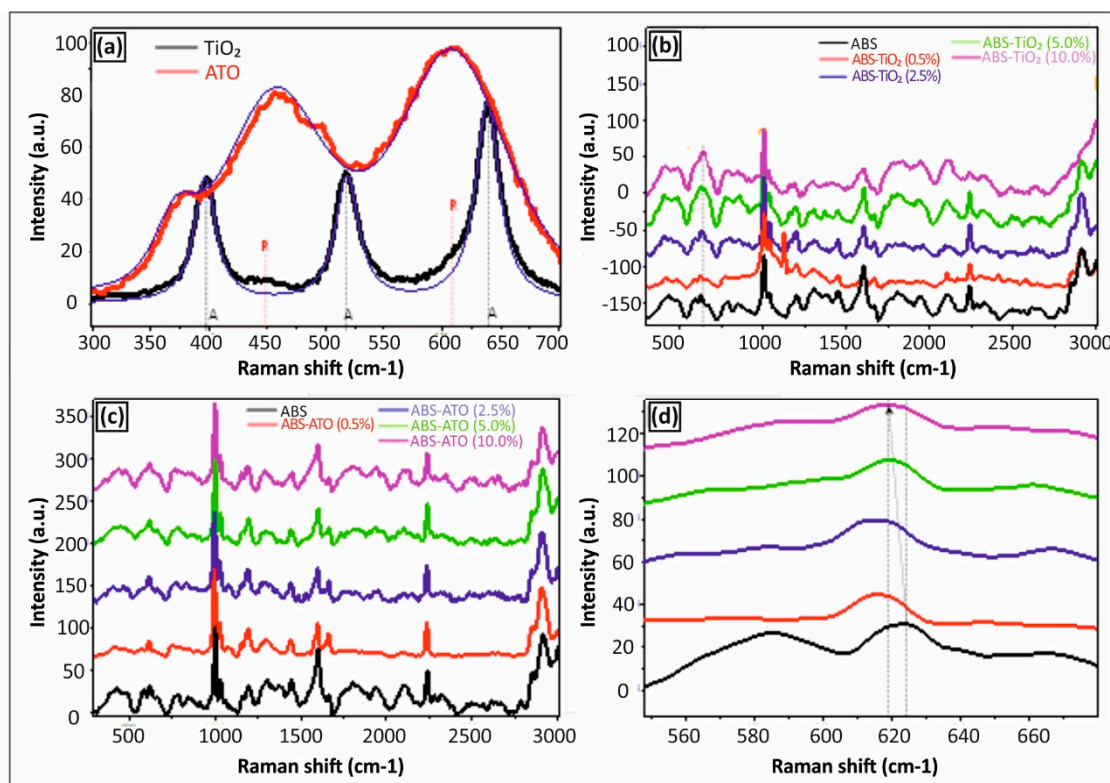 (a)
TiO₂
ATO
Intensity (a.u.)
100
80
60
40
20
0
R
R
A
A
A
300 350 400 450 500 550 600 650 700
Raman shift (cm-1)
(b)
ABS
ABS-TiO₂ (0.5%)
ABS-TiO₂ (2.5%)
ABS-TiO₂ (5.0%)
ABS-TiO₂ (10.0%)
Intensity (a.u.)
100
150
100
50
0
-50
-100
-150
500 1000 1500 2000 2500 3000
Raman shift (cm-1)
(c)
ABS
ABS-ATO (0.5%)
ABS-ATO (2.5%)
ABS-ATO (5.0%)
ABS-ATO (10.0%)
Intensity (a.u.)
350
300
250
200
150
100
50
0
500 1000 1500 2000 2500 3000
Raman shift (cm-1)
(d)
Intensity (a.u.)
120
100
80
60
40
20
0
560 580 600 620 640 660
Raman shift (cm-1)